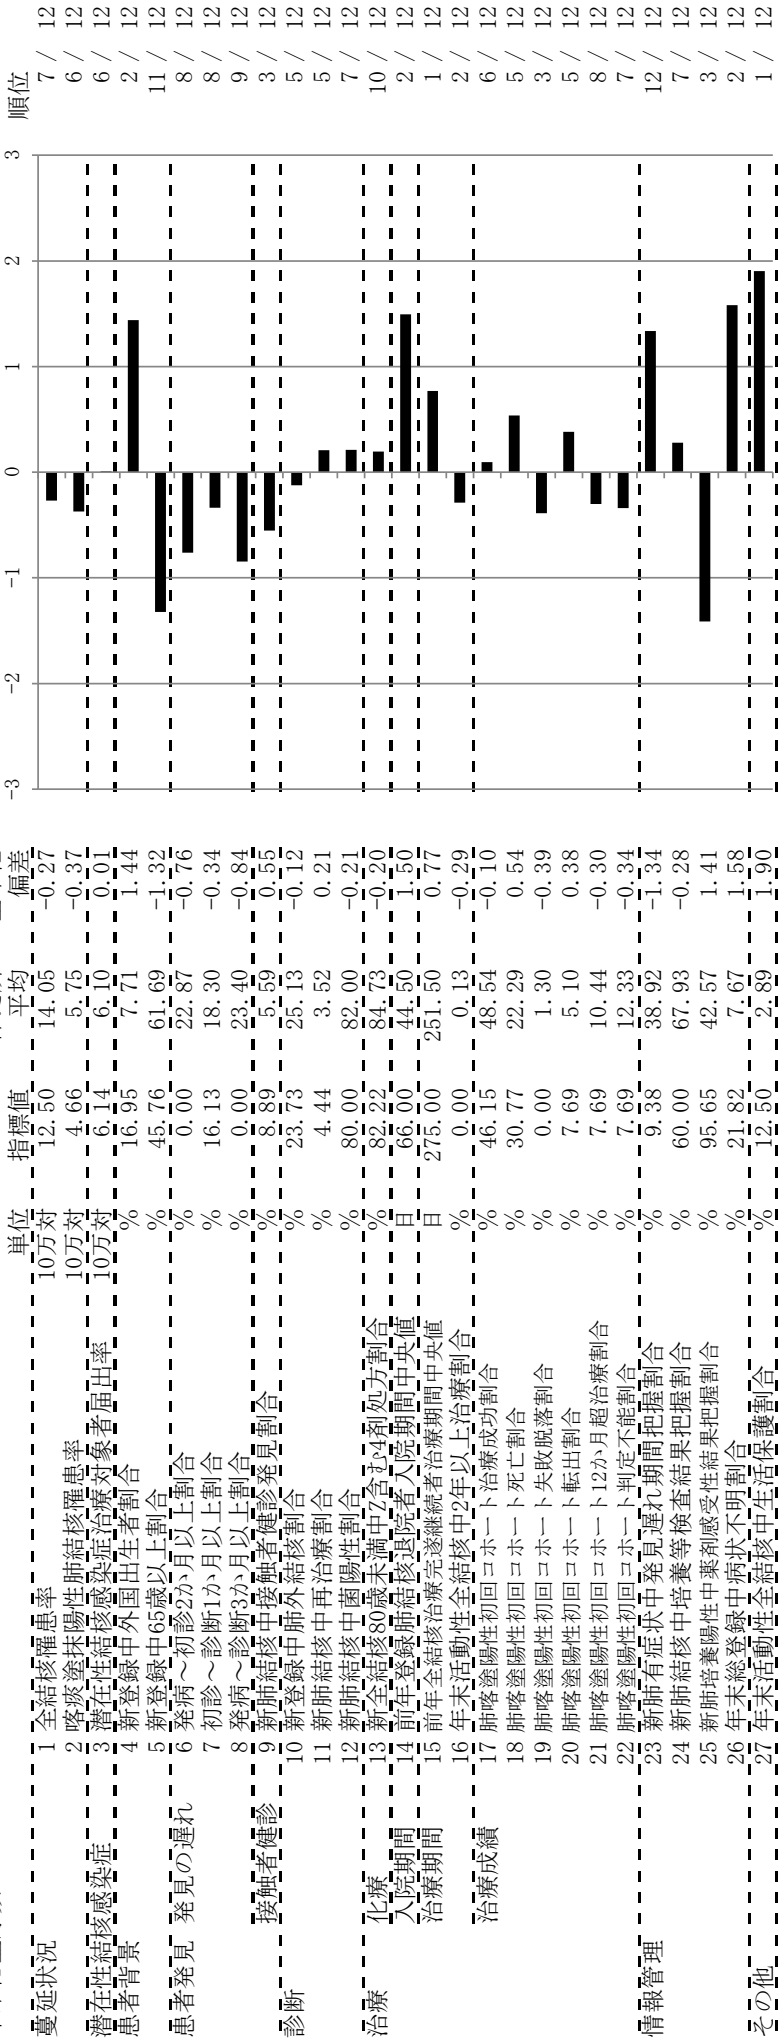 単位 指標値 平均 偏差 -3 -2 -1 0 1 2 3 順位
蔓延状況 1 全結核罹患率 10万対 12.50 14.05 -0.27 7 / 12
2 喀痰塗抹陽性肺結核罹患率 10万対 4.66 5.75 -0.37 6 / 12
潜在性結核感染症 3 潜在性結核感染症治療対象者届出率 10万対 6.14 6.10 0.01 6 / 12
患者背景 4 新登録中外国出生者割合 % 16.95 7.71 1.44 2 / 12
5 新登録中65歳以上割合 % 45.76 61.69 -1.32 11 / 12
患者発見 発見の遅れ 6 発病～初診2か月以上割合 % 0.00 22.87 -0.76 8 / 12
7 初診～診断1か月以上割合 % 16.13 18.30 -0.34 8 / 12
8 発病～診断3か月以上割合 % 0.00 23.40 -0.84 9 / 12
接触者健診 9 新肺結核中接触者健診発見割合 % 8.89 5.59 0.55 3 / 12
診断 10 新登録中肺外結核割合 % 23.73 25.13 -0.12 5 / 12
11 新肺結核中再治療割合 % 4.44 3.52 0.21 5 / 12
12 新肺結核中菌陽性割合 % 80.00 82.00 -0.21 7 / 12
治療 化療 13 新全結核80歳未満中Z含む4剤処方割合 % 82.22 84.73 -0.20 10 / 12
入院期間 14 前年登録肺結核退院者入院期間中央値 日 66.00 44.50 1.50 2 / 12
治療期間 15 前年全結核治療完遂継続者治療期間中央値 日 275.00 251.50 0.77 1 / 12
16 年末活動性全結核中2年以上治療割合 % 0.00 0.13 -0.29 2 / 12
治療成績 17 肺喀塗陽性初回コホート治療成功割合 % 46.15 48.54 -0.10 6 / 12
18 肺喀塗陽性初回コホート死亡割合 % 30.77 22.29 0.54 5 / 12
19 肺喀塗陽性初回コホート失敗脱落割合 % 0.00 1.30 -0.39 3 / 12
20 肺喀塗陽性初回コホート転出割合 % 7.69 5.10 0.38 5 / 12
21 肺喀塗陽性初回コホート12か月超治療割合 % 7.69 10.44 -0.30 8 / 12
22 肺喀塗陽性初回コホート判定不能割合 % 7.69 12.33 -0.34 7 / 12
情報管理 23 新肺有症状中発見遅れ期間把握割合 % 9.38 38.92 -1.34 12 / 12
24 新肺結核中培養等検査結果把握割合 % 60.00 67.93 -0.28 7 / 12
25 新肺培養陽性中薬剤感受性結果把握割合 % 95.65 42.57 1.41 3 / 12
26 年末総登録中病状不明割合 % 21.82 7.67 1.58 2 / 12
その他 27 年末活動性全結核中生活保護割合 % 12.50 2.89 1.90 1 / 12